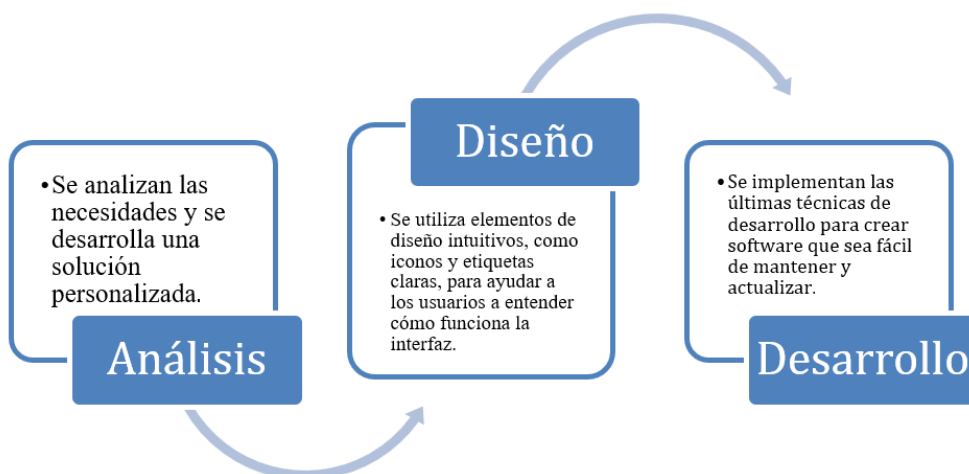 •Se analizan las
necesidades y se
desarrolla una
solución
personalizada.
Análisis
Diseño
• Se utiliza elementos de
diseño intuitivos, como
iconos y etiquetas
claras, para ayudar a
los usuarios a entender
cómo funciona la
interfaz.
•Se implementan las
últimas técnicas de
desarrollo para crear
software que sea fácil
de mantener y
actualizar.
Desarrollo